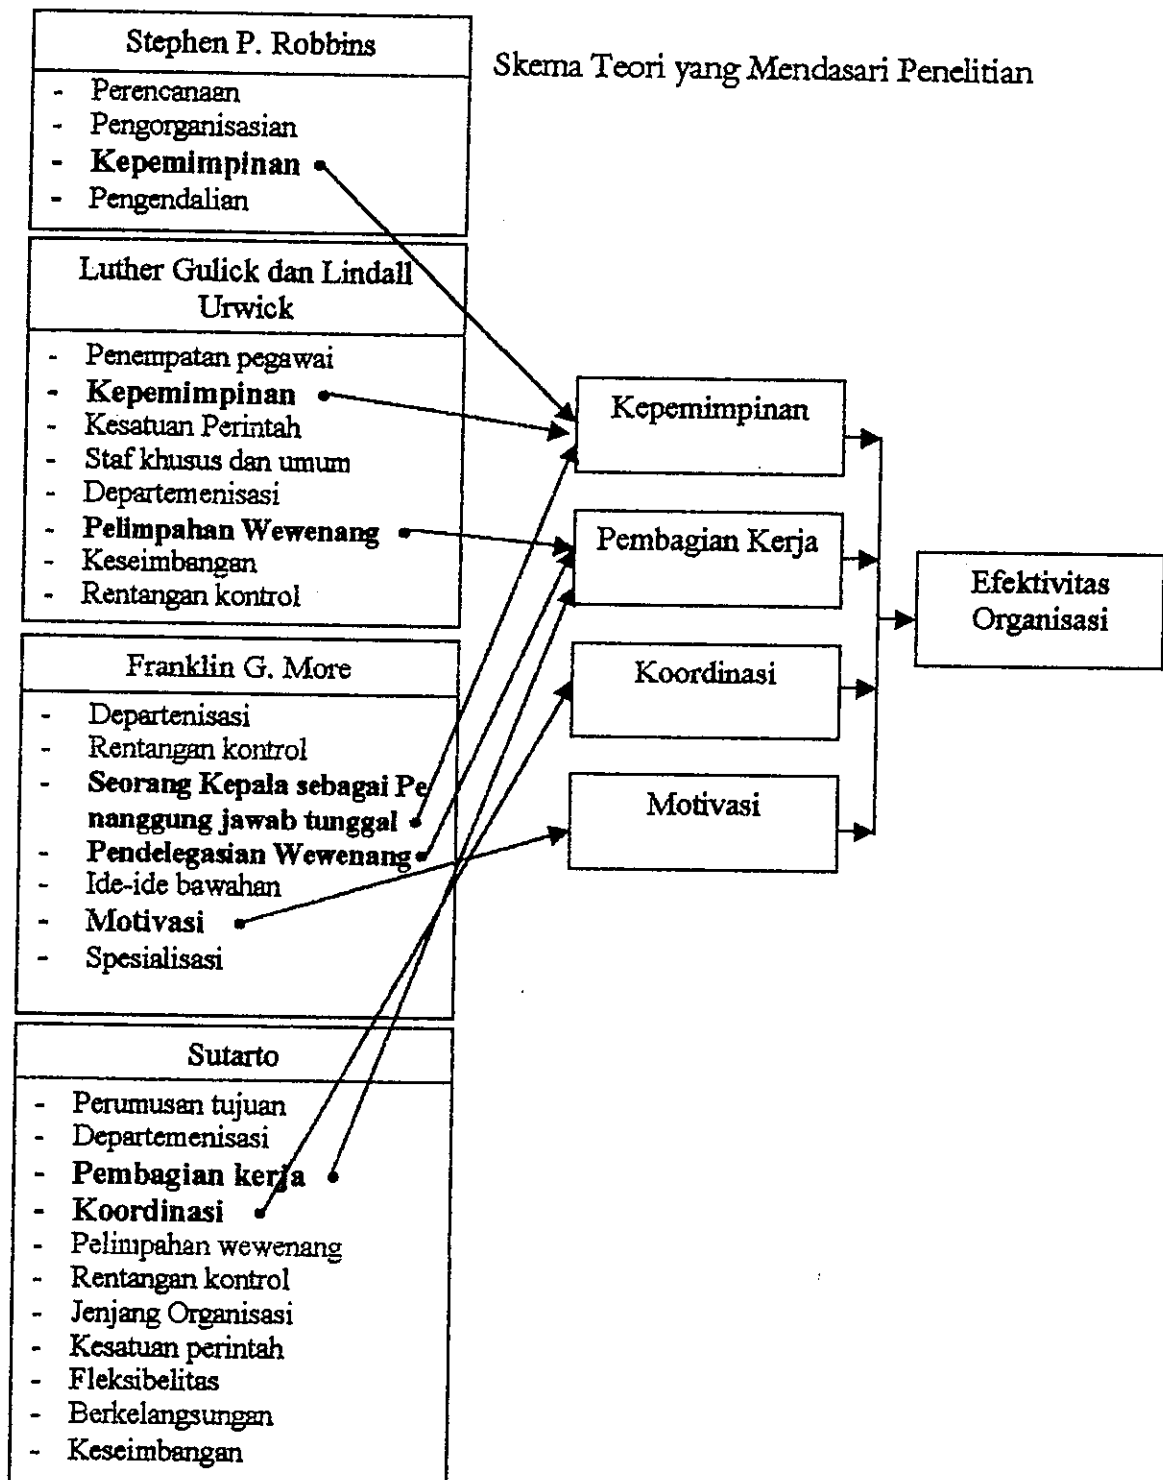 Stephen P. Robbins
- Perencanaan
- Pengorganisasian
- Kepemimpinan
- Pengendalian
Skema Teori yang Mendasari Penelitian
Luther Gulick dan Lindall
Urwick
- Penempatan pegawai
- Kepemimpinan
- Kesatuan Perintah
- Staf khusus dan umum
- Departemenisasi
- Pelimpahan Wewenang
- Keseimbangan
- Rentangan kontrol
Franklin G. More
- Departenisasi
- Rentangan kontrol
- Seorang Kepala sebagai Pe
nanggung jawab tunggal
- Pendelegasian Wewenang
- Ide-ide bawahan
- Motivasi
- Spesialisasi
Sutarto
- Perumusan tujuan
- Departemenisasi
- Pembagian kerja
- Koordinasi
- Pelimpahan wewenang
- Rentangan kontrol
- Jenjang Organisasi
- Kesatuan perintah
- Fleksibelitas
- Berkelangsungan
- Keseimbangan
Kepemimpinan
Pembagian Kerja
Koordinasi
Motivasi
Efektivitas
Organisasi